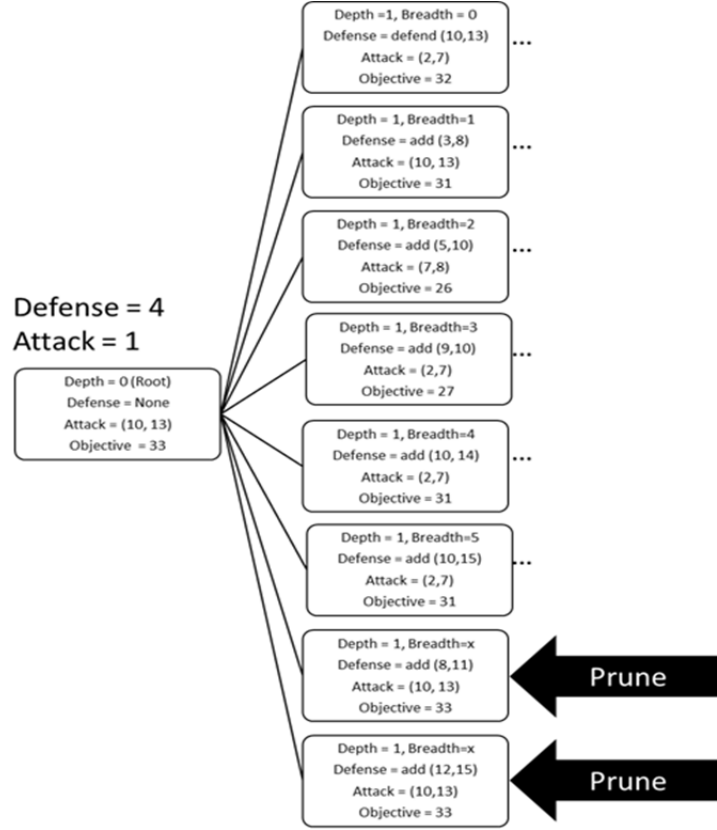 Depth =1, Breadth = 0
Defense = defend (10,13)
Attack = (2,7)
Objective = 32
...
Depth = 1, Breadth=1
Defense = add (3,8)
Attack = (10, 13)
Objective = 31
...
Depth = 1, Breadth=2
Defense = add (5,10)
Attack = (7,8)
Objective = 26
...
Defense = 4
Attack = 1
Depth = 0 (Root)
Defense = None
Attack = (10, 13)
Objective = 33
Depth = 1, Breadth=3
Defense = add (9,10)
Attack = (2,7)
Objective = 27
...
Depth = 1, Breadth=4
Defense = add (10, 14)
Attack = (2,7)
Objective = 31
...
Depth = 1, Breadth=5
Defense = add (10,15)
Attack = (2,7)
Objective = 31
...
Depth = 1, Breadth=x
Defense = add (8,11)
Attack = (10, 13)
Objective = 33
Prune
Depth = 1, Breadth=x
Defense = add (12,15)
Attack = (10,13)
Objective = 33
Prune